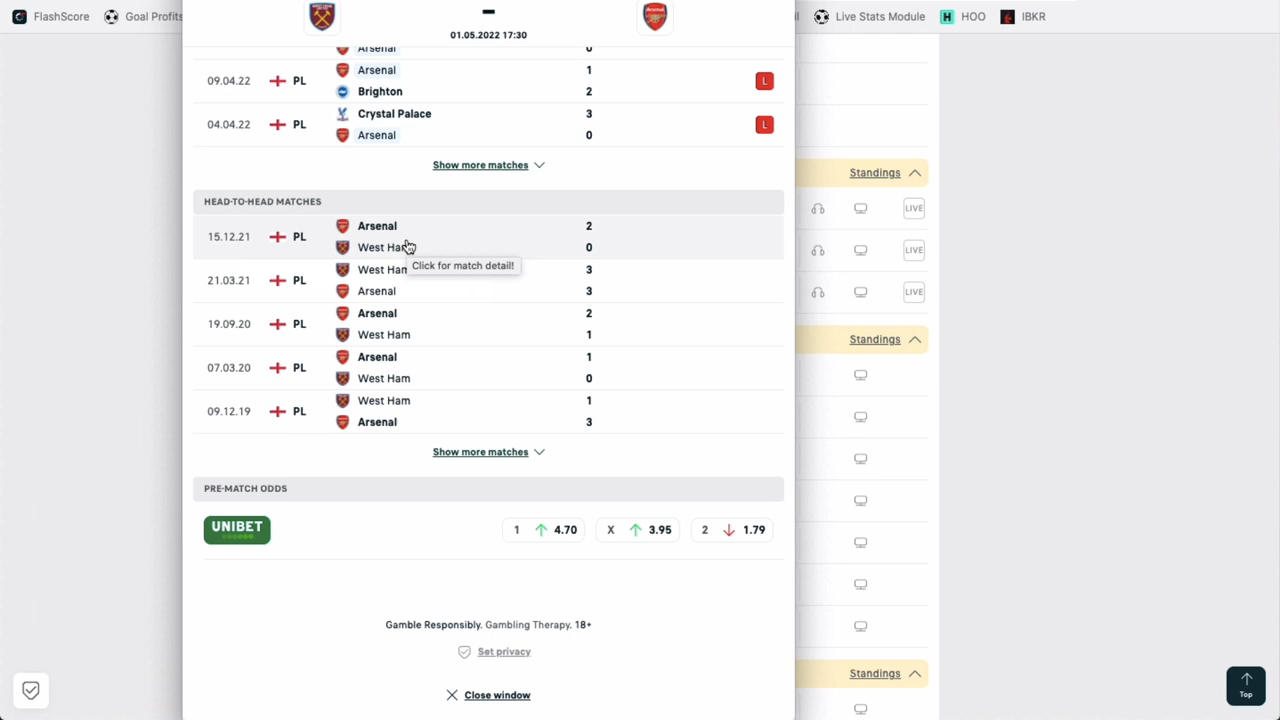 FlashScore
Goal Profits
Live Stats Module
HOO
IBKR
01.05.2022 17:30
Arsenal 0
09.04.22 PL Arsenal 1 L
Brighton 2
04.04.22 PL Crystal Palace 3 L
Arsenal 0
Show more matches
HEAD-TO-HEAD MATCHES
15.12.21 PL Arsenal 2
West Ham 0
Click for match detail!
21.03.21 PL West Ham 3
Arsenal 3
19.09.20 PL Arsenal 2
West Ham 1
07.03.20 PL Arsenal 1
West Ham 0
09.12.19 PL West Ham 1
Arsenal 3
Show more matches
PRE-MATCH ODDS
UNIBET 1 4.70 X 3.95 2 1.79
Gamble Responsibly. Gambling Therapy. 18+
Set privacy
Close window
Standings
LIVE
LIVE
LIVE
Standings
Standings
Top